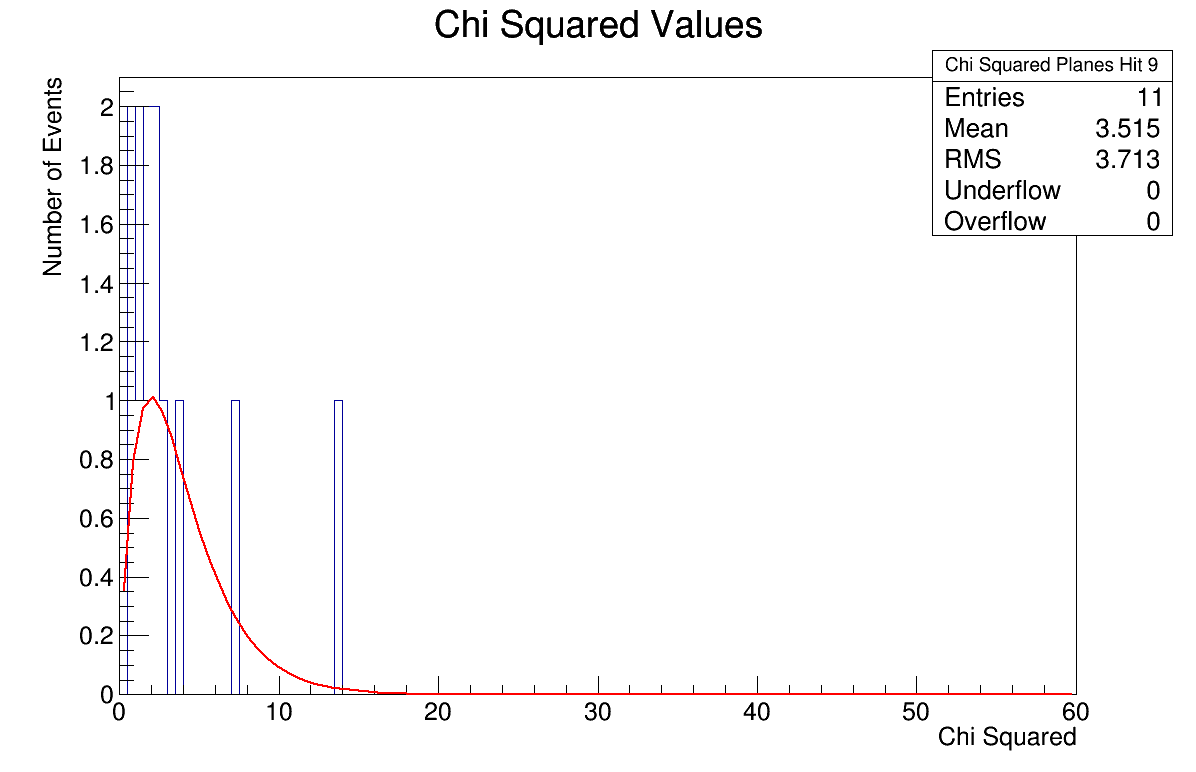 Chi Squared Values
Chi Squared Planes Hit 9
Entries 11
Mean 3.515
RMS 3.713
Underflow 0
Overflow 0
Number of Events
2
1.8
1.6
1.4
1.2
1
0.8
0.6
0.4
0.2
0
0 10 20 30 40 50 60
Chi Squared